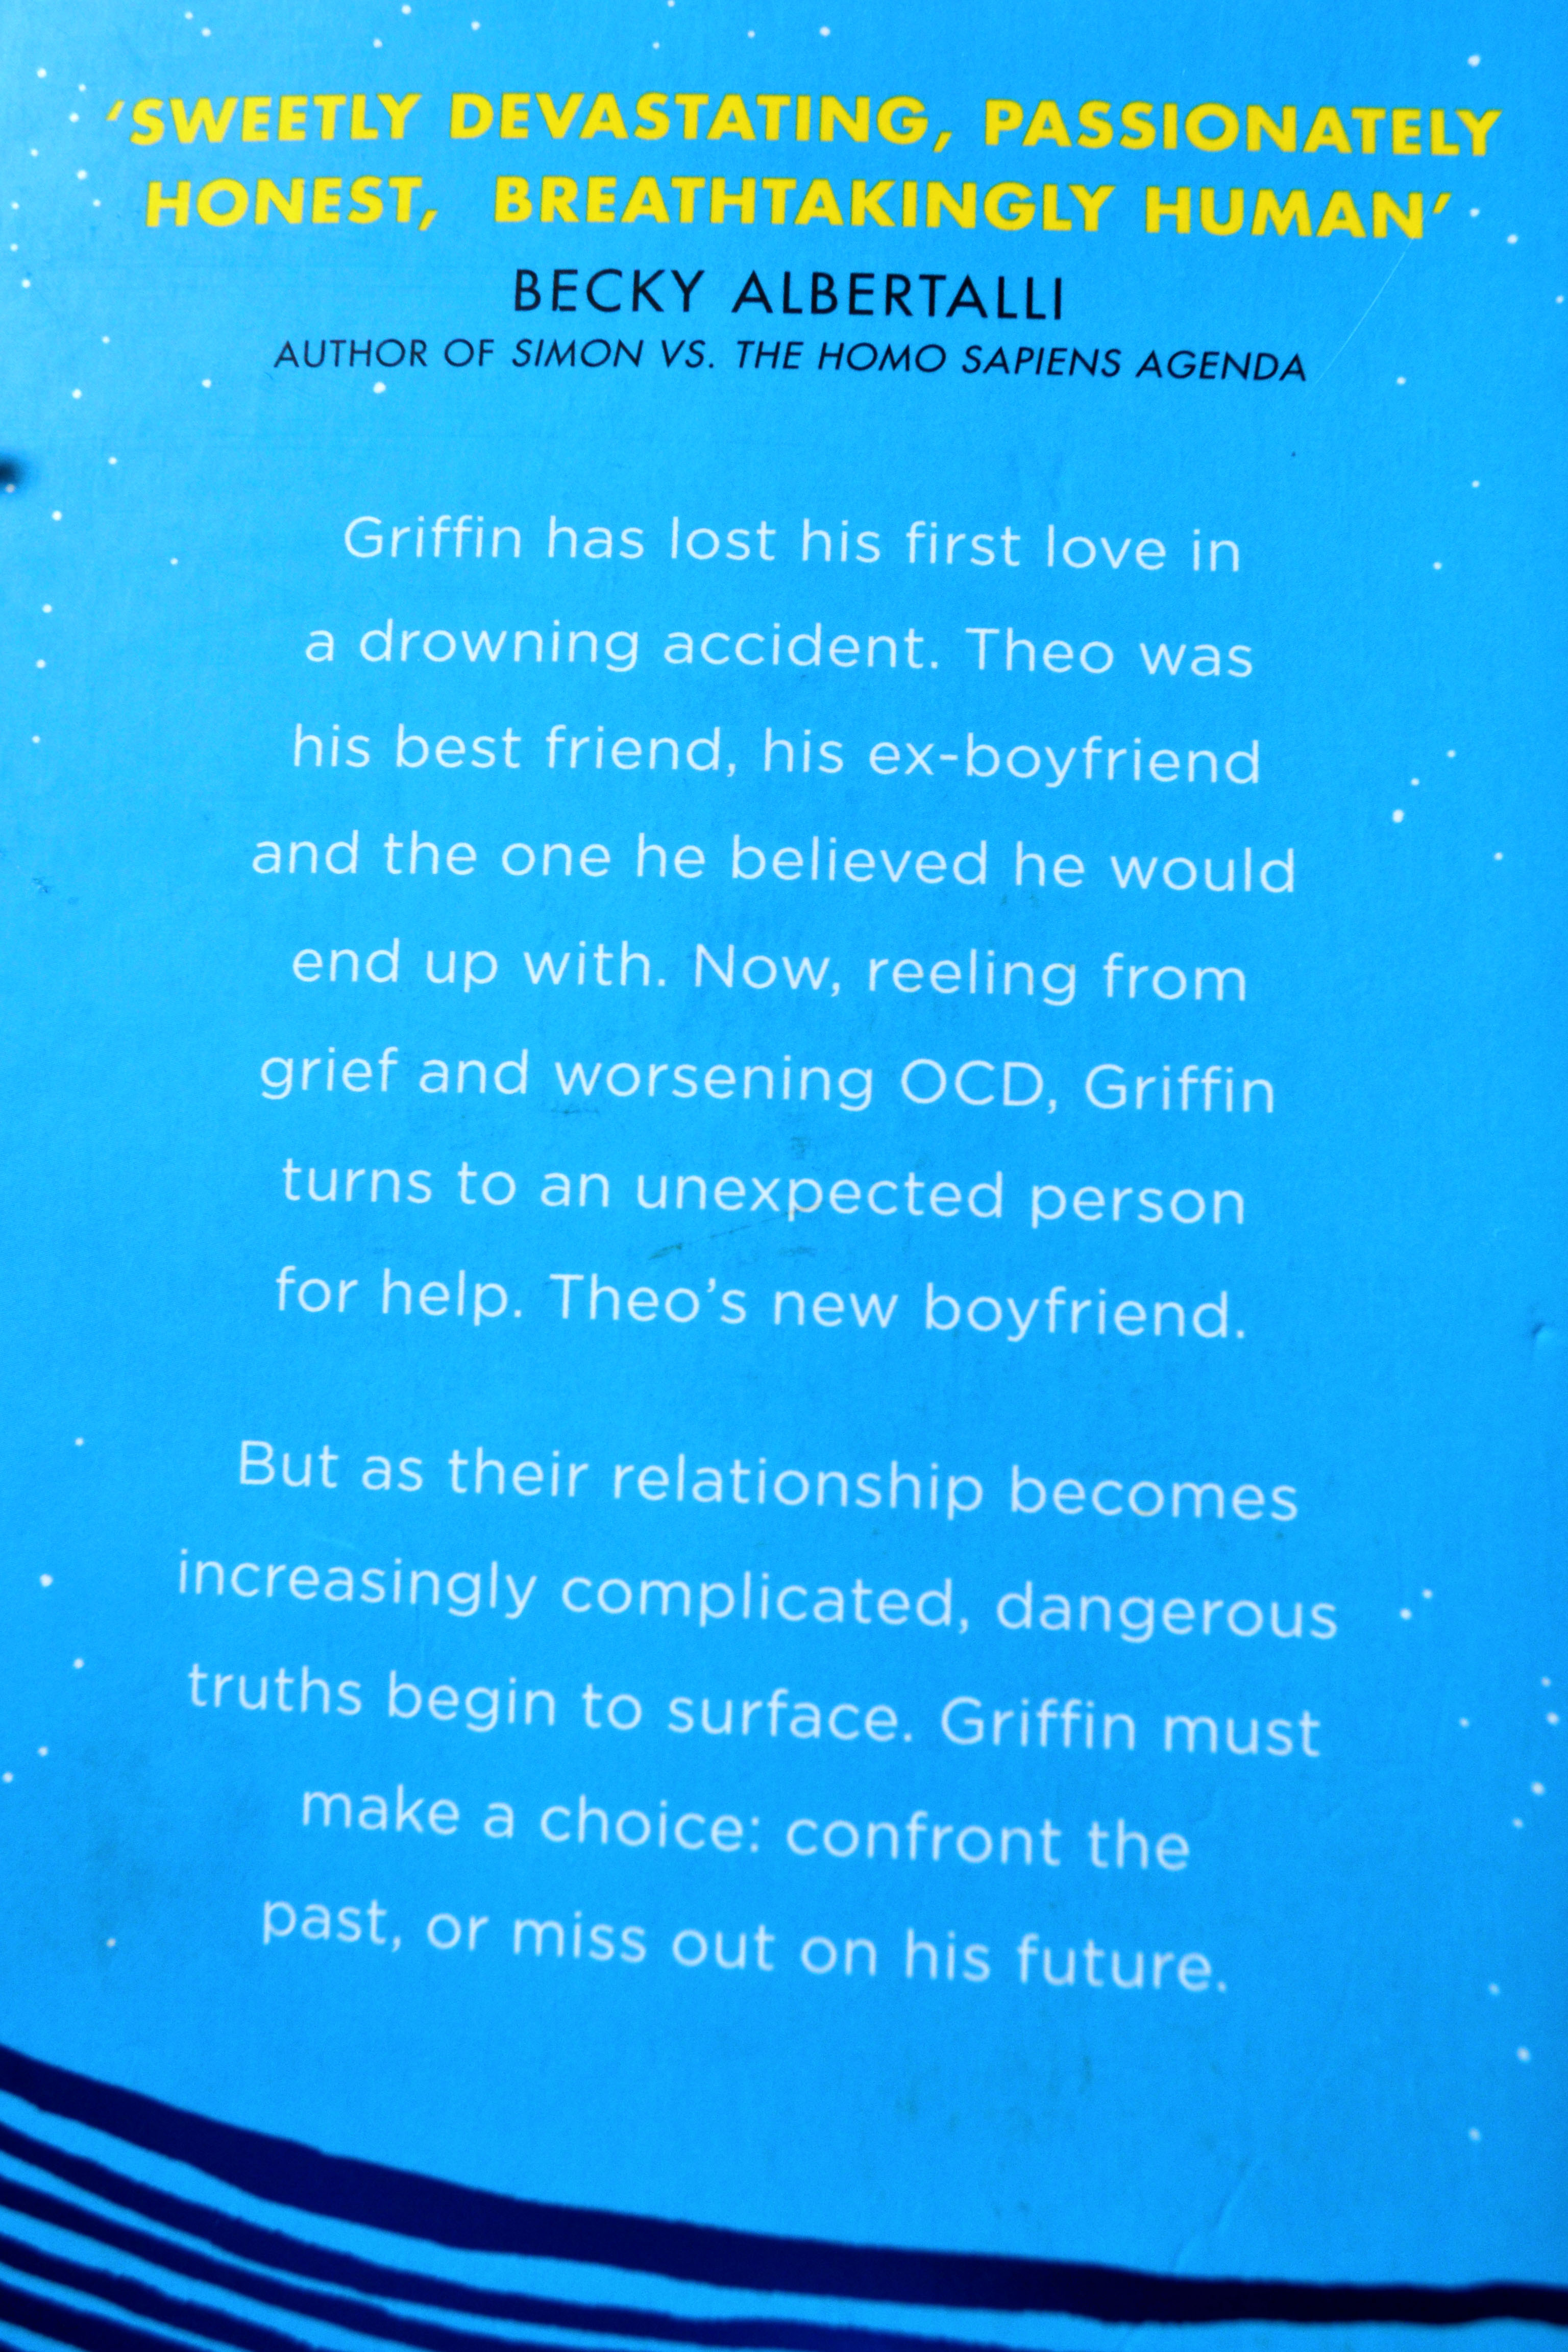 ‘SWEETLY DEVASTATING, PASSIONATELY
HONEST, BREATHTAKINGLY HUMAN’
BECKY ALBERTALLI
AUTHOR OF SIMON VS. THE HOMO SAPIENS AGENDA
Griffin has lost his first love in
a drowning accident. Theo was
his best friend, his ex-boyfriend
and the one he believed he would
end up with. Now, reeling from
grief and worsening OCD, Griffin
turns to an unexpected person
for help. Theo’s new boyfriend.
But as their relationship becomes
increasingly complicated, dangerous
truths begin to surface. Griffin must
make a choice: confront the
past, or miss out on his future.